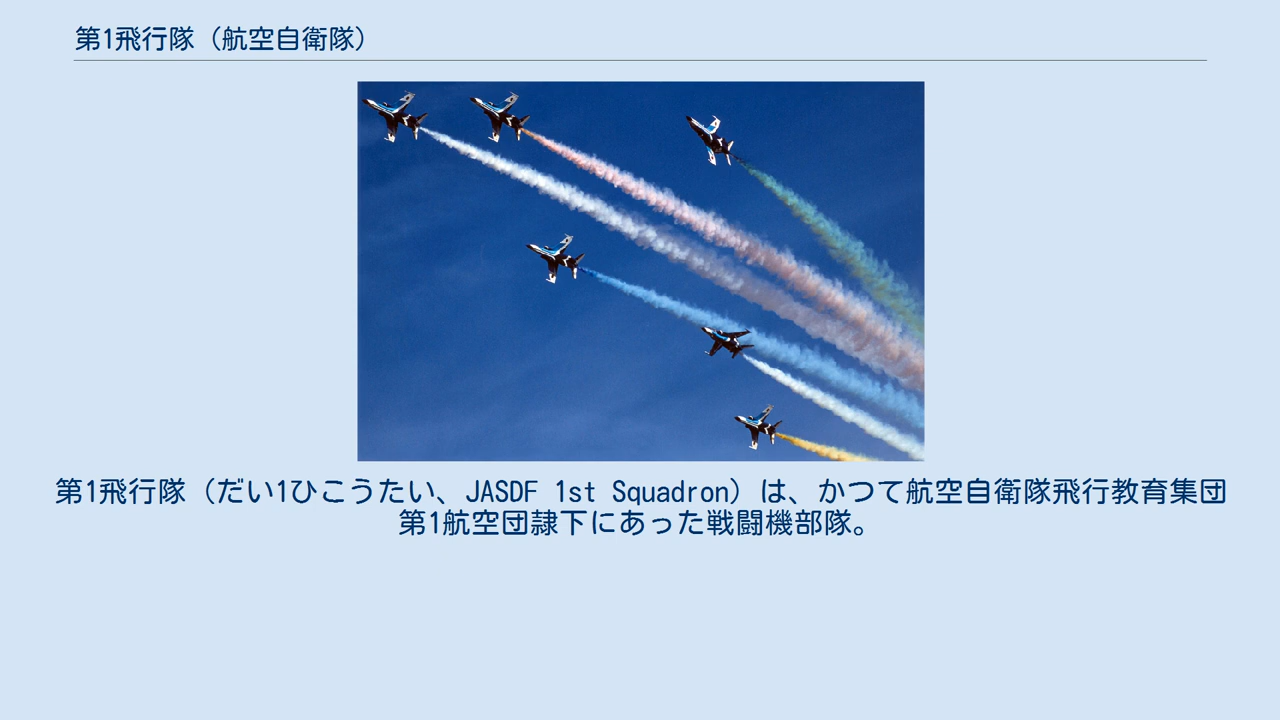 第1飛行隊（航空自衛隊）
第1飛行隊（だい1ひこうたい、JASDF 1st Squadron）は、かつて航空自衛隊飛行教育集団
第1航空団隷下にあった戦闘機部隊。